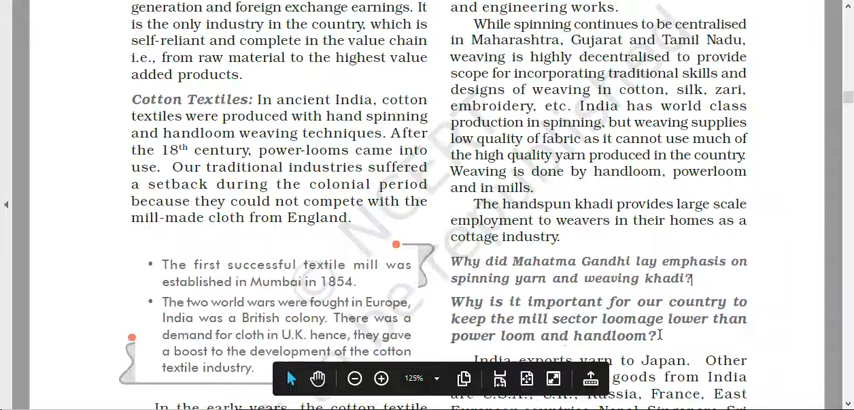 generation and foreign exchange earnings. It
is the only industry in the country, which is
self-reliant and complete in the value chain
i.e., from raw material to the highest value
added products.
Cotton Textiles: In ancient India, cotton
textiles were produced with hand spinning
and handloom weaving techniques. After
the 18th century, power-looms came into
use. Our traditional industries suffered
a setback during the colonial period
because they could not compete with the
mill-made cloth from England.
• The first successful textile mill was
established in Mumbai in 1854.
• The two world wars were fought in Europe,
India was a British colony. There was a
demand for cloth in U.K. hence, they gave
a boost to the development of the cotton
textile industry.
In the early years, the cotton textile
and engineering works.
While spinning continues to be centralised
in Maharashtra, Gujarat and Tamil Nadu,
weaving is highly decentralised to provide
scope for incorporating traditional skills and
designs of weaving in cotton, silk, zari,
embroidery, etc. India has world class
production in spinning, but weaving supplies
low quality of fabric as it cannot use much of
the high quality yarn produced in the country.
Weaving is done by handloom, powerloom
and in mills.
The handspun khadi provides large scale
employment to weavers in their homes as a
cottage industry.
Why did Mahatma Gandhi lay emphasis on
spinning yarn and weaving khadi?
Why is it important for our country to
keep the mill sector loomage lower than
power loom and handloom?
India exports yarn to Japan. Other
goods from India
are U.S.A., U.K., Russia, France, East
© NCERT
be republished
125%